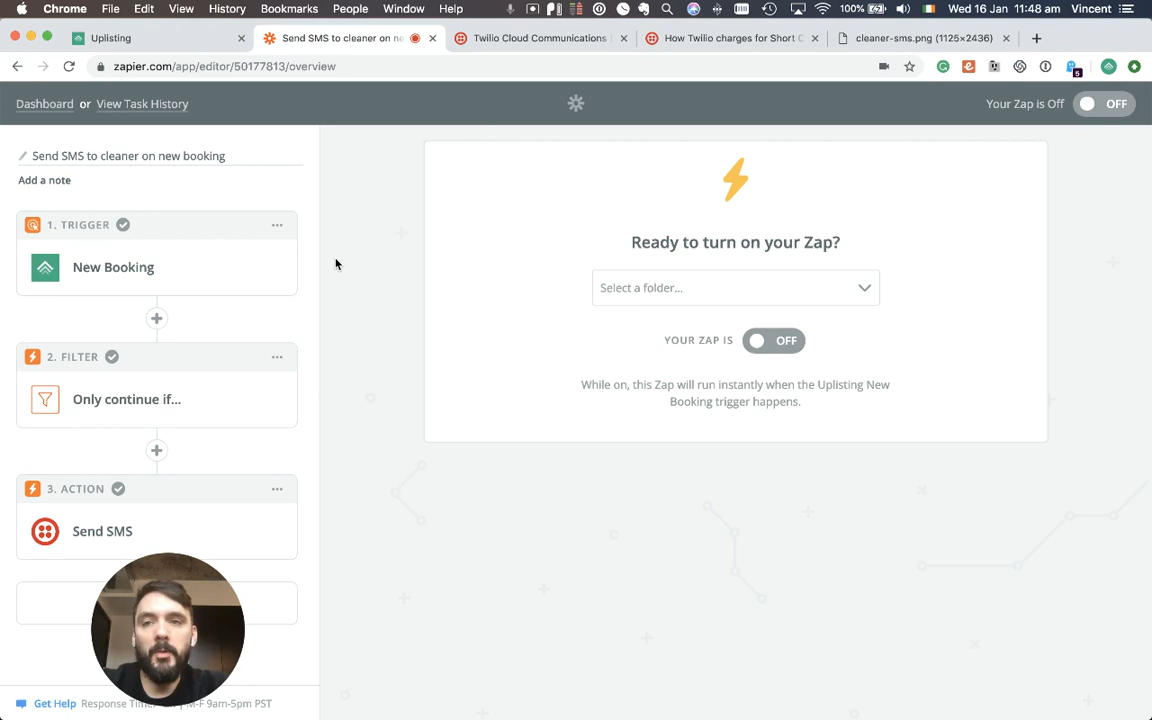 Chrome File Edit View History Bookmarks People Window Help 100% Wed 16 Jan 11:48 am Vincent
Uplisting
Send SMS to cleaner on ne
Twilio Cloud Communications
How Twilio charges for Short C
cleaner-sms.png (1125×2436)
zapier.com/app/editor/50177813/overview
5
Dashboard or View Task History
Your Zap is Off OFF
Send SMS to cleaner on new booking
Add a note
1. TRIGGER
New Booking
2. FILTER
Only continue if...
3. ACTION
Send SMS
Ready to turn on your Zap?
Select a folder...
YOUR ZAP IS OFF
While on, this Zap will run instantly when the Uplisting New
Booking trigger happens.
Get Help Response Time: M-F 9am-5pm PST